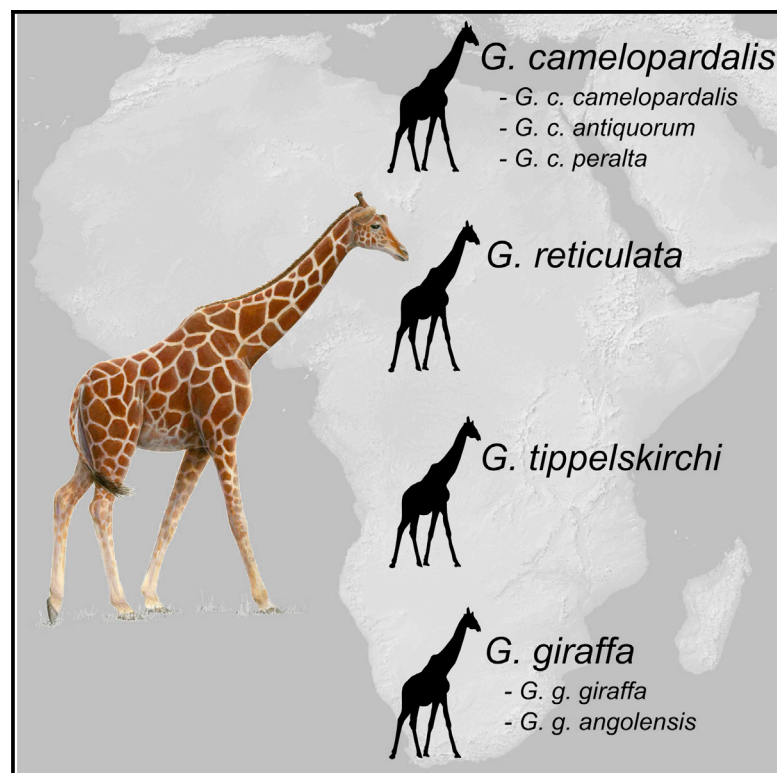 G. camelopardalis
- G. c. camelopardalis
- G. c. antiquorum
- G. c. peralta
G. reticulata
G. tippelskirchi
G. giraffa
- G. g. giraffa
- G. g. angolensis